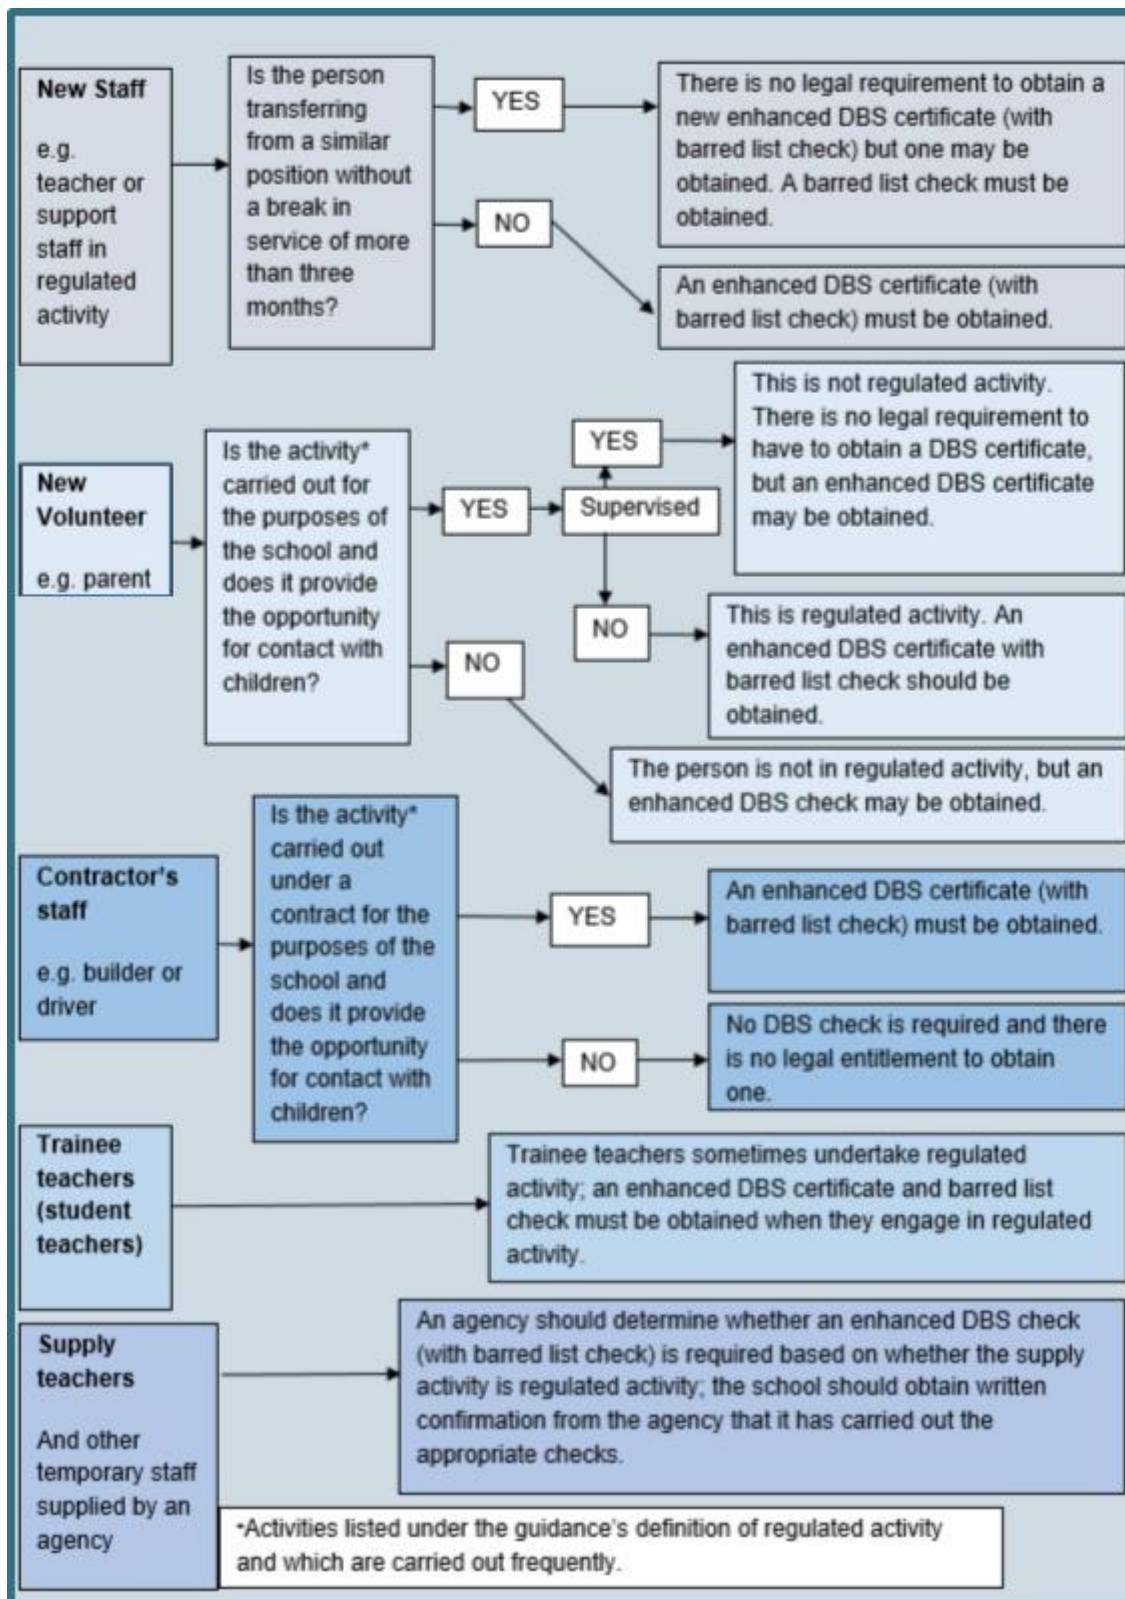 New Staff
e.g.
teacher or
support
staff in
regulated
activity
Is the person
transferring
from a similar
position without
a break in
service of more
than three
months?
YES
There is no legal requirement to obtain a
new enhanced DBS certificate (with
barred list check) but one may be
obtained. A barred list check must be
obtained.
NO
An enhanced DBS certificate (with
barred list check) must be obtained.
New
Volunteer
e.g. parent
Is the activity*
carried out for
the purposes of
the school and
does it provide
the opportunity
for contact with
children?
YES
Supervised
YES
This is not regulated activity.
There is no legal requirement to
have to obtain a DBS certificate,
but an enhanced DBS certificate
may be obtained.
NO
This is regulated activity. An
enhanced DBS certificate with
barred list check should be
obtained.
NO
The person is not in regulated activity, but an
enhanced DBS check may be obtained.
Contractor's
staff
e.g. builder or
driver
Is the activity*
carried out
under a
contract for the
purposes of the
school and
does it provide
the opportunity
for contact with
children?
YES
An enhanced DBS certificate (with
barred list check) must be obtained.
NO
No DBS check is required and there
is no legal entitlement to obtain
one.
Trainee
teachers
(student
teachers)
Trainee teachers sometimes undertake regulated
activity; an enhanced DBS certificate and barred list
check must be obtained when they engage in regulated
activity.
Supply
teachers
And other
temporary staff
supplied by an
agency
An agency should determine whether an enhanced DBS check
(with barred list check) is required based on whether the supply
activity is regulated activity; the school should obtain written
confirmation from the agency that it has carried out the
appropriate checks.
*Activities listed under the guidance's definition of regulated activity
and which are carried out frequently.